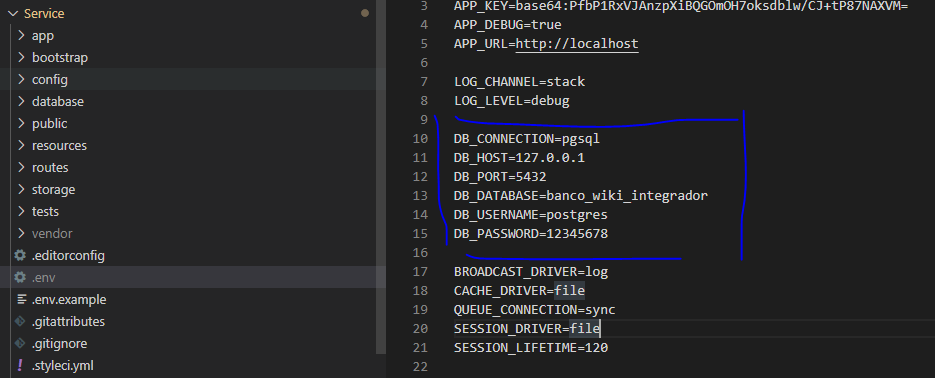 Service
app
bootstrap
config
database
public
resources
routes
storage
tests
vendor
.editorconfig
.env
.env.example
.gitattributes
.gitignore
.styleci.yml
3 APP_KEY=base64:PfbP1RxVJAnzpXiBQGOmOH7oksdblw/CJ+tP87NAXVM=
4 APP_DEBUG=true
5 APP_URL=http://localhost
6
7 LOG_CHANNEL=stack
8 LOG_LEVEL=debug
9
10 DB_CONNECTION=pgsql
11 DB_HOST=127.0.0.1
12 DB_PORT=5432
13 DB_DATABASE=banco_wiki_integrador
14 DB_USERNAME=postgres
15 DB_PASSWORD=12345678
16
17 BROADCAST_DRIVER=log
18 CACHE_DRIVER=file
19 QUEUE_CONNECTION=sync
20 SESSION_DRIVER=file
21 SESSION_LIFETIME=120
22